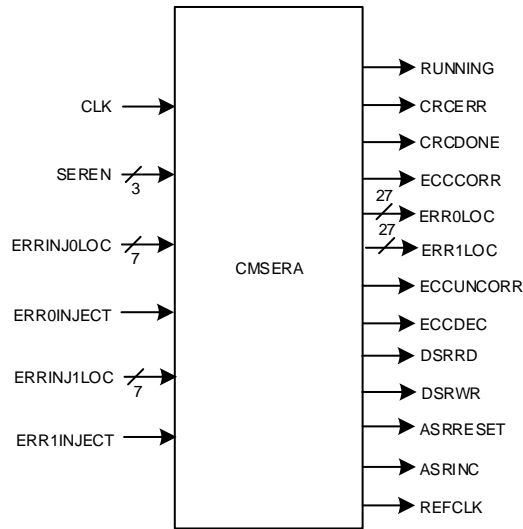 CLK
SEREN
3
ERRINJ0LOC
7
ERR0INJECT
ERRINJ1LOC
7
ERR1INJECT
CMSERA
RUNNING
CRCERR
CRCDONE
ECCCORR
27
ERR0LOC
27
ERR1LOC
ECCUNCORR
ECCDEC
DSRRD
DSRWR
ASRRESET
ASRINC
REFCLK